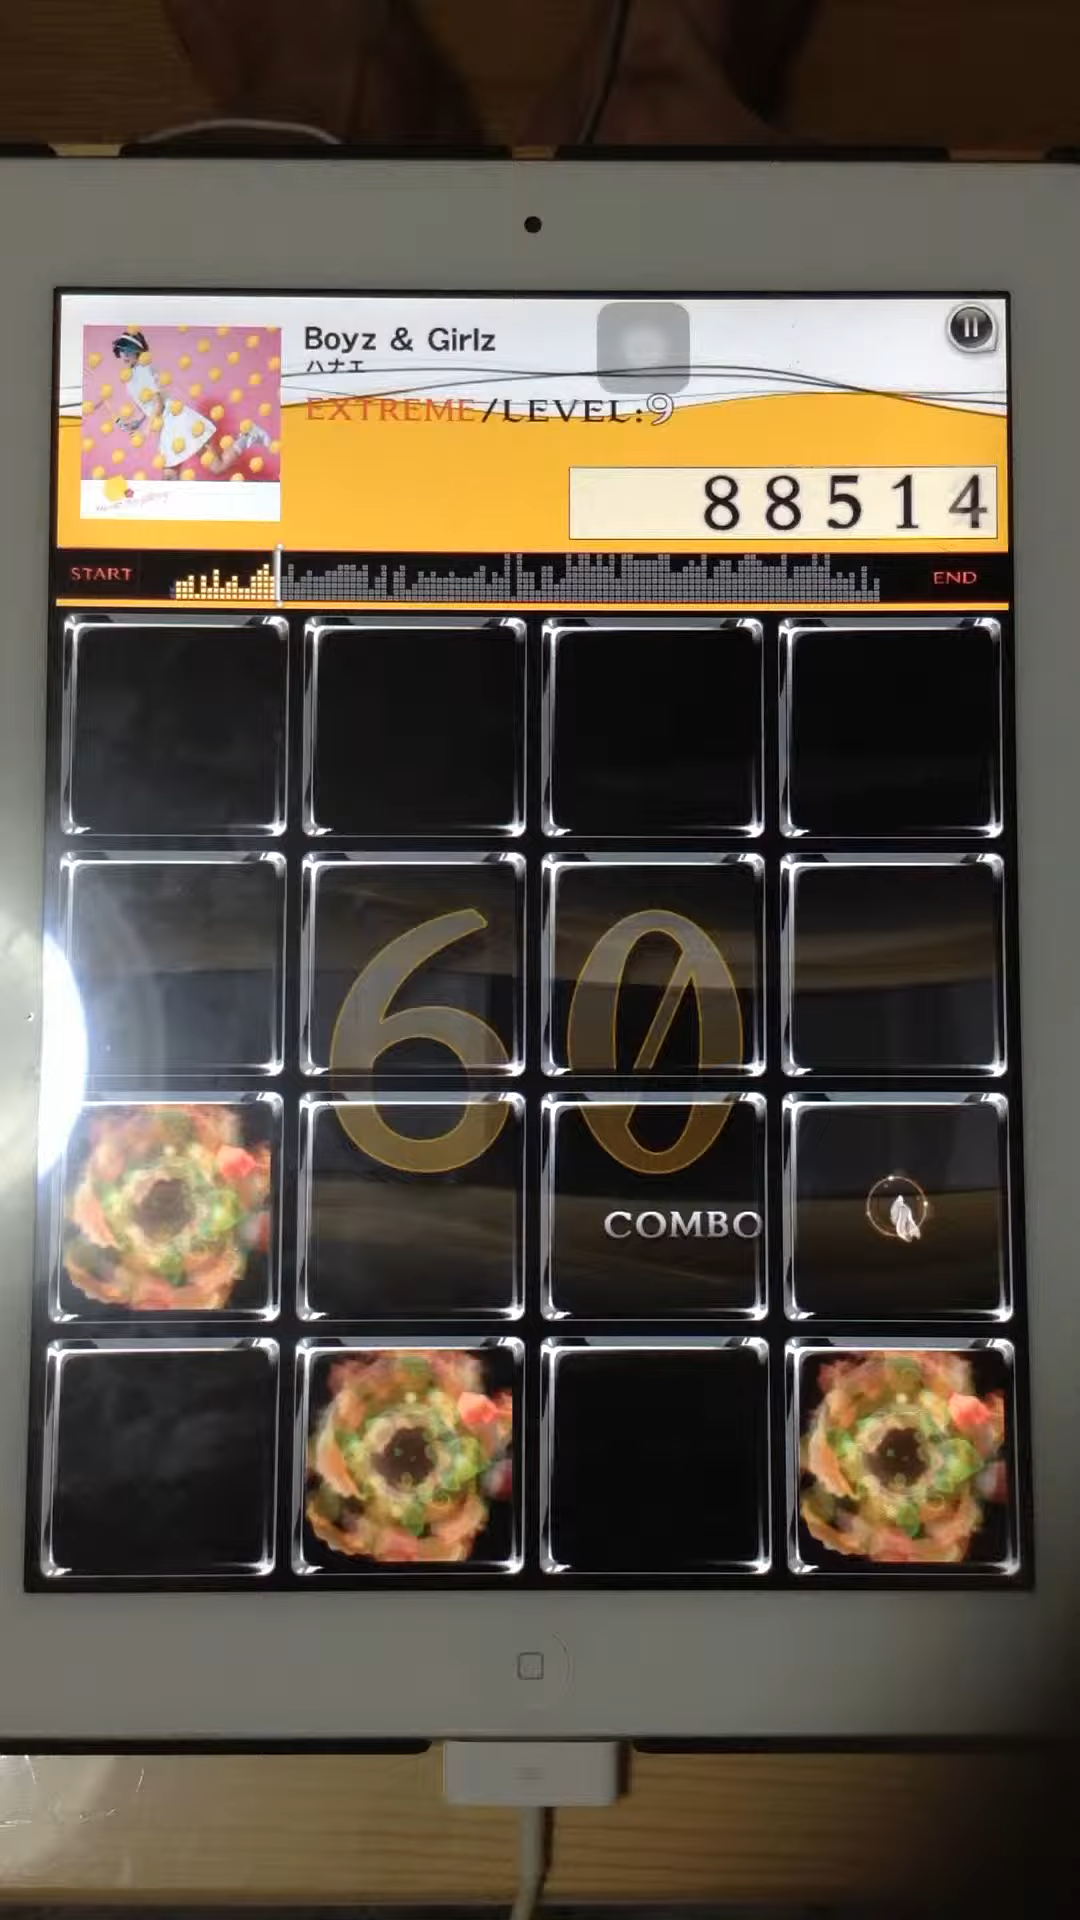 Boyz & Girlz
ハナエ
EXTREME/LEVEL:9
88514
START
END
60
COMBO